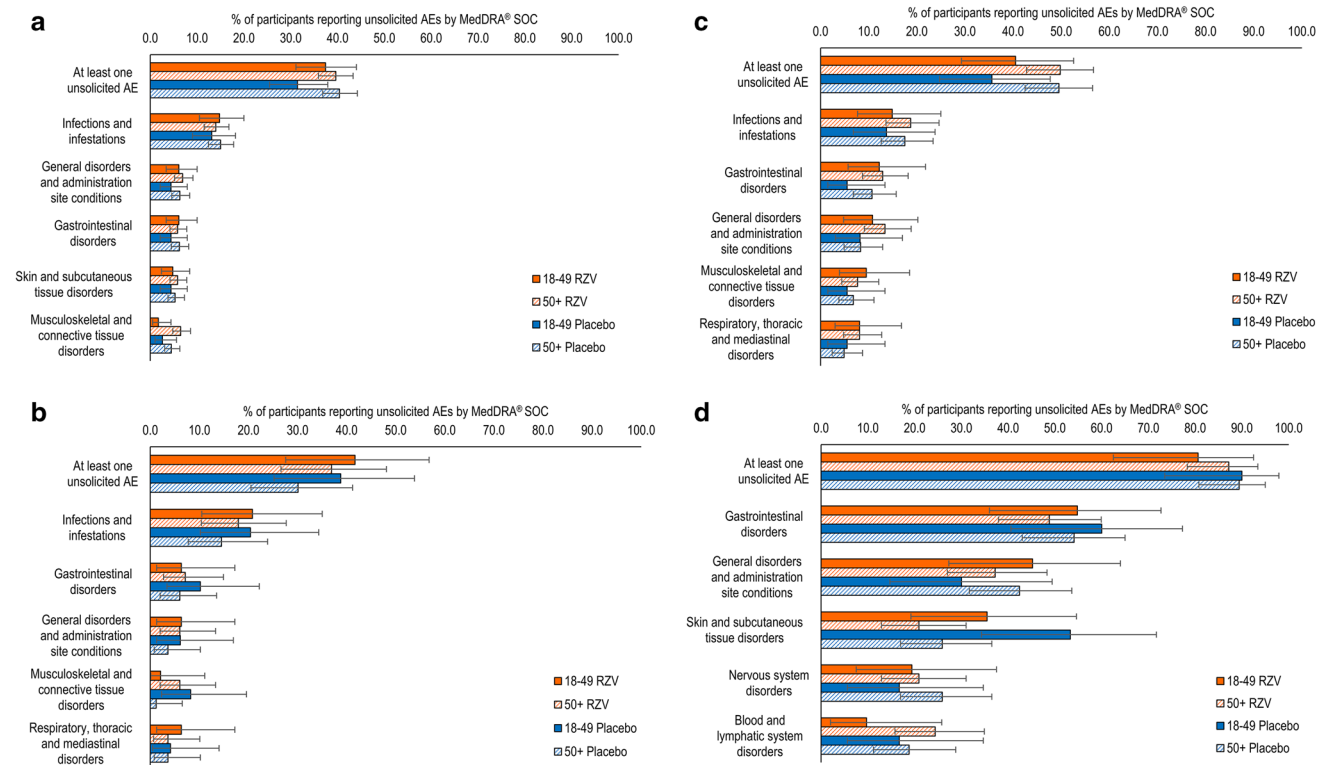 a
% of participants reporting unsolicited AEs by MedDRA® SOC
0.0 10.0 20.0 30.0 40.0 50.0 60.0 70.0 80.0 90.0 100.0
At least one
unsolicited AE
Infections and
infestations
General disorders
and administration
site conditions
Gastrointestinal
disorders
Skin and subcutaneous
tissue disorders
Musculoskeletal and
connective tissue
disorders
18-49 RZV
50+ RZV
18-49 Placebo
50+ Placebo
b
% of participants reporting unsolicited AEs by MedDRA® SOC
0.0 10.0 20.0 30.0 40.0 50.0 60.0 70.0 80.0 90.0 100.0
At least one
unsolicited AE
Infections and
infestations
Gastrointestinal
disorders
General disorders
and administration
site conditions
Musculoskeletal and
connective tissue
disorders
Respiratory, thoracic
and mediastinal
disorders
18-49 RZV
50+ RZV
18-49 Placebo
50+ Placebo
c
% of participants reporting unsolicited AEs by MedDRA® SOC
0.0 10.0 20.0 30.0 40.0 50.0 60.0 70.0 80.0 90.0 100.0
At least one
unsolicited AE
Infections and
infestations
Gastrointestinal
disorders
General disorders
and administration
site conditions
Musculoskeletal and
connective tissue
disorders
Respiratory, thoracic
and mediastinal
disorders
18-49 RZV
50+ RZV
18-49 Placebo
50+ Placebo
d
% of participants reporting unsolicited AEs by MedDRA® SOC
0.0 10.0 20.0 30.0 40.0 50.0 60.0 70.0 80.0 90.0 100.0
At least one
unsolicited AE
Gastrointestinal
disorders
General disorders
and administration
site conditions
Skin and subcutaneous
tissue disorders
Nervous system
disorders
Blood and
lymphatic system
disorders
18-49 RZV
50+ RZV
18-49 Placebo
50+ Placebo